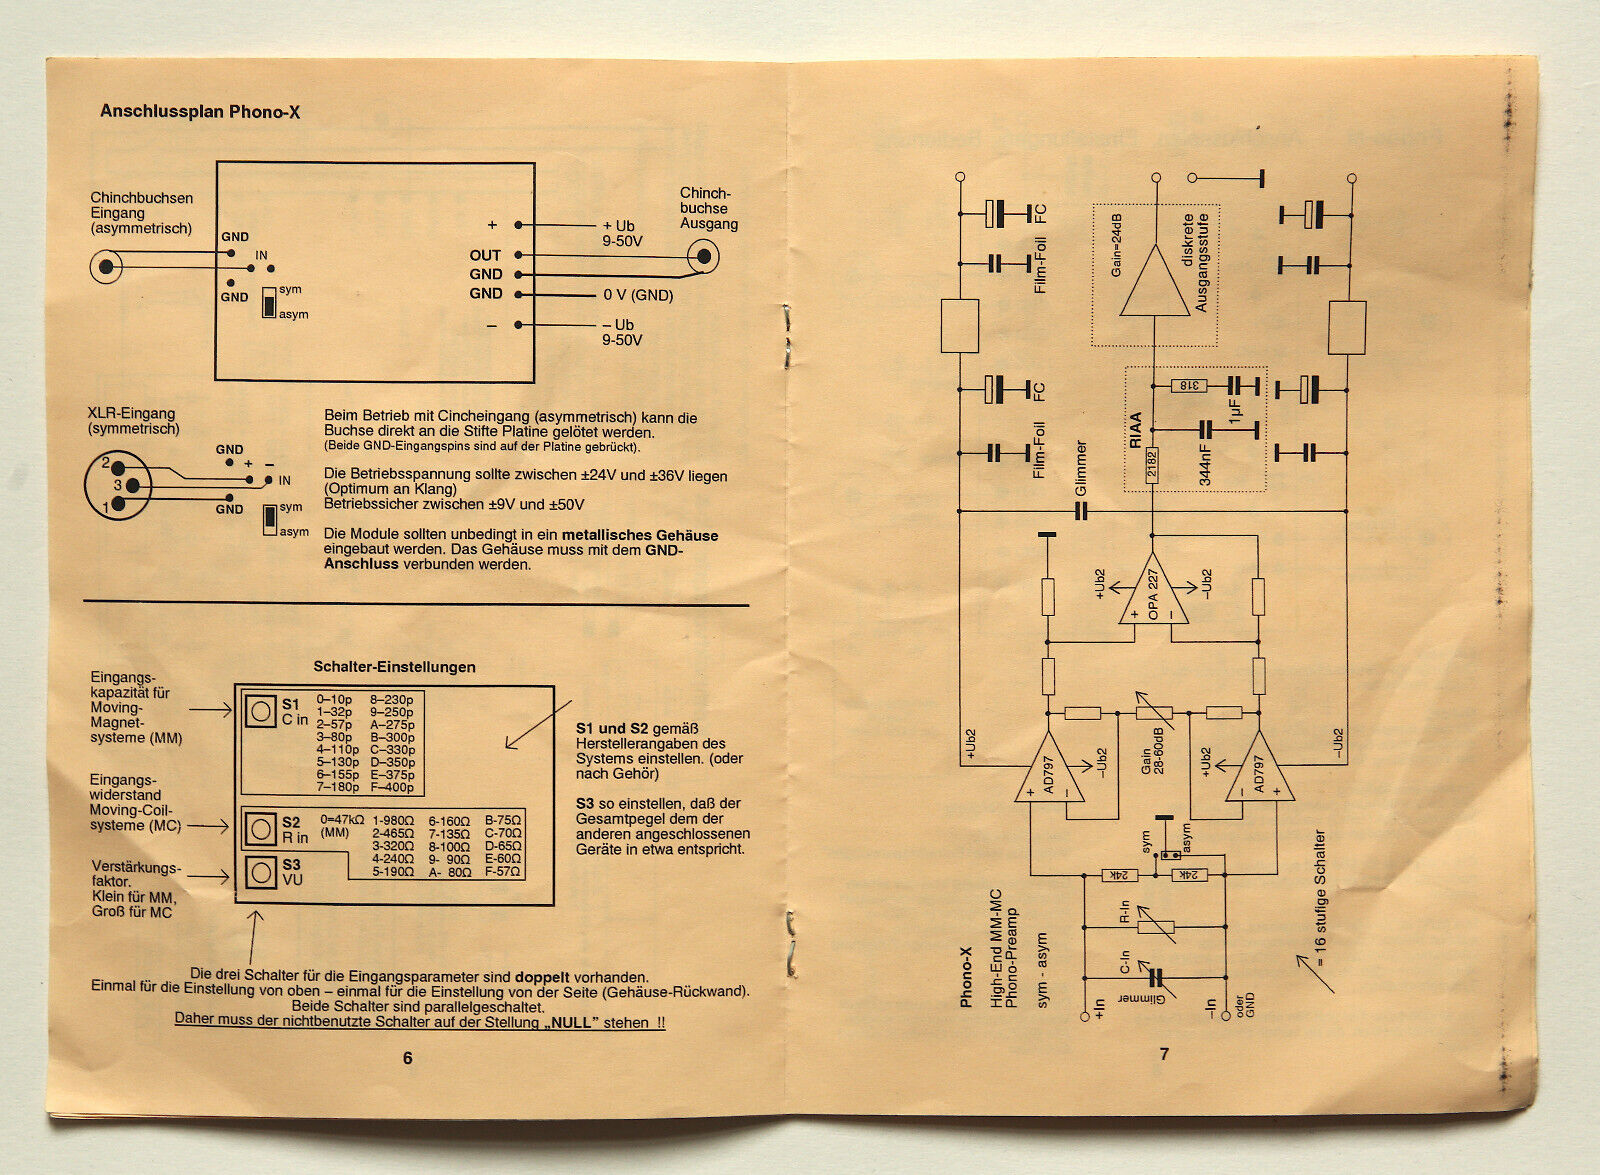 Anschlussplan Phono-X
Chinchbuchsen
Eingang
(asymmetrisch)
GND
IN
GND
sym
asym
+
OUT
GND
GND
–
+ Ub
9-50V
0 V (GND)
– Ub
9-50V
Chinch-
buchse
Ausgang
XLR-Eingang
(symmetrisch)
2
3
1
GND
+ –
IN
GND
sym
asym
Beim Betrieb mit Cincheingang (asymmetrisch) kann die
Buchse direkt an die Stifte Platine gelötet werden.
(Beide GND-Eingangspins sind auf der Platine gebrückt).
Die Betriebsspannung sollte zwischen ±24V und ±36V liegen
(Optimum an Klang)
Betriebssicher zwischen ±9V und ±50V
Die Module sollten unbedingt in ein metallisches Gehäuse
eingebaut werden. Das Gehäuse muss mit dem GND-
Anschluss verbunden werden.
Schalter-Einstellungen
Eingangs-
kapazität für
Moving-
Magnet-
systeme (MM)
Eingangs-
widerstand
Moving-Coil-
systeme (MC)
Verstärkungs-
faktor.
Klein für MM,
Groß für MC
S1
C in
0–10p 8–230p
1–32p 9–250p
2–57p A–275p
3–80p B–300p
4–110p C–330p
5–130p D–350p
6–155p E–375p
7–180p F–400p
S2
R in
0=47kΩ
(MM)
1-980Ω 6-160Ω B-75Ω
2-465Ω 7-135Ω C-70Ω
3-320Ω 8-100Ω D-65Ω
4-240Ω 9- 90Ω E-60Ω
5-190Ω A- 80Ω F-57Ω
S3
VU
S1 und S2 gemäß
Herstellerangaben des
Systems einstellen. (oder
nach Gehör)
S3 so einstellen, daß der
Gesamtpegel dem der
anderen angeschlossenen
Geräte in etwa entspricht.
Die drei Schalter für die Eingangsparameter sind doppelt vorhanden.
Einmal für die Einstellung von oben – einmal für die Einstellung von der Seite (Gehäuse-Rückwand).
Beide Schalter sind parallelgeschaltet.
Daher muss der nichtbenutzte Schalter auf der Stellung „NULL” stehen !!
6
Phono-X
High-End MM-MC
Phono-Preamp
sym - asym
+In
–In
oder
GND
Glimmer
C-In
R-In
24k
24k
sym
asym
+
–
AD797
+Ub2
–Ub2
Gain
28-60dB
–
+
AD797
+Ub2
–Ub2
+
–
OPA 227
+Ub2
–Ub2
Glimmer
RIAA
2182
344nF
318
1µF
Gain=24dB
diskrete
Ausgangsstufe
Film-Foil
FC
Film-Foil
FC
= 16 stufige Schalter
7